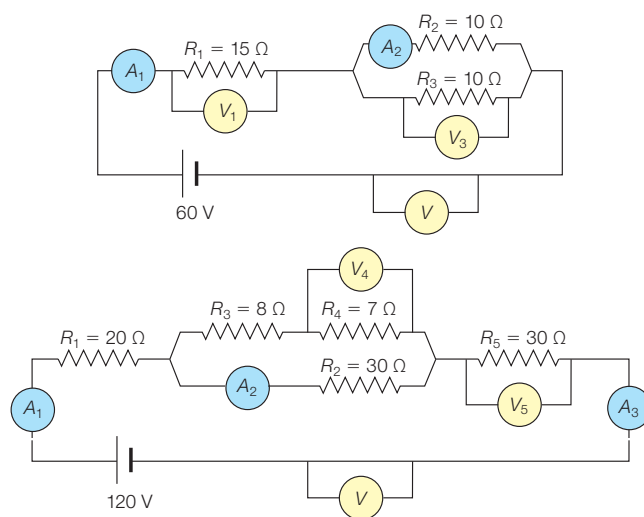 R₂ = 10 Ω
R₁ = 15 Ω
A₂
A₁
R₃ = 10 Ω
V₁
V₃
60 V
V
V₄
R₃ = 8 Ω
R₄ = 7 Ω
R₁ = 20 Ω
R₅ = 30 Ω
R₂ = 30 Ω
A₂
A₁
V₅
A₃
120 V
V